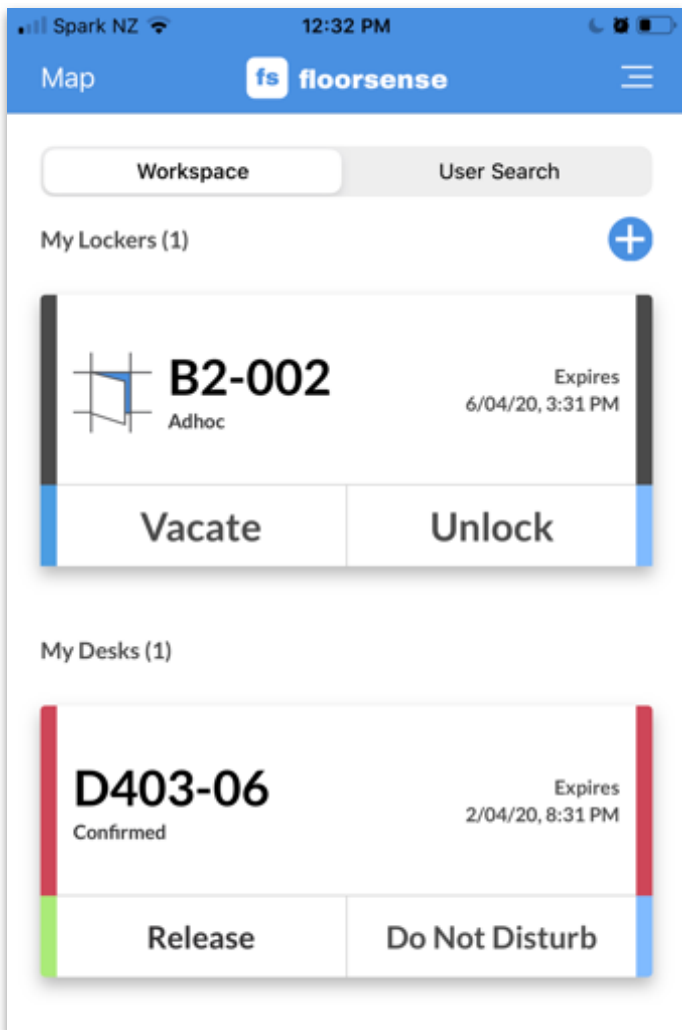 Spark NZ 12:32 PM
Map fs floorsense
Workspace User Search
My Lockers (1)
B2-002
Adhoc
Expires
6/04/20, 3:31 PM
Vacate Unlock
My Desks (1)
D403-06
Confirmed
Expires
2/04/20, 8:31 PM
Release Do Not Disturb